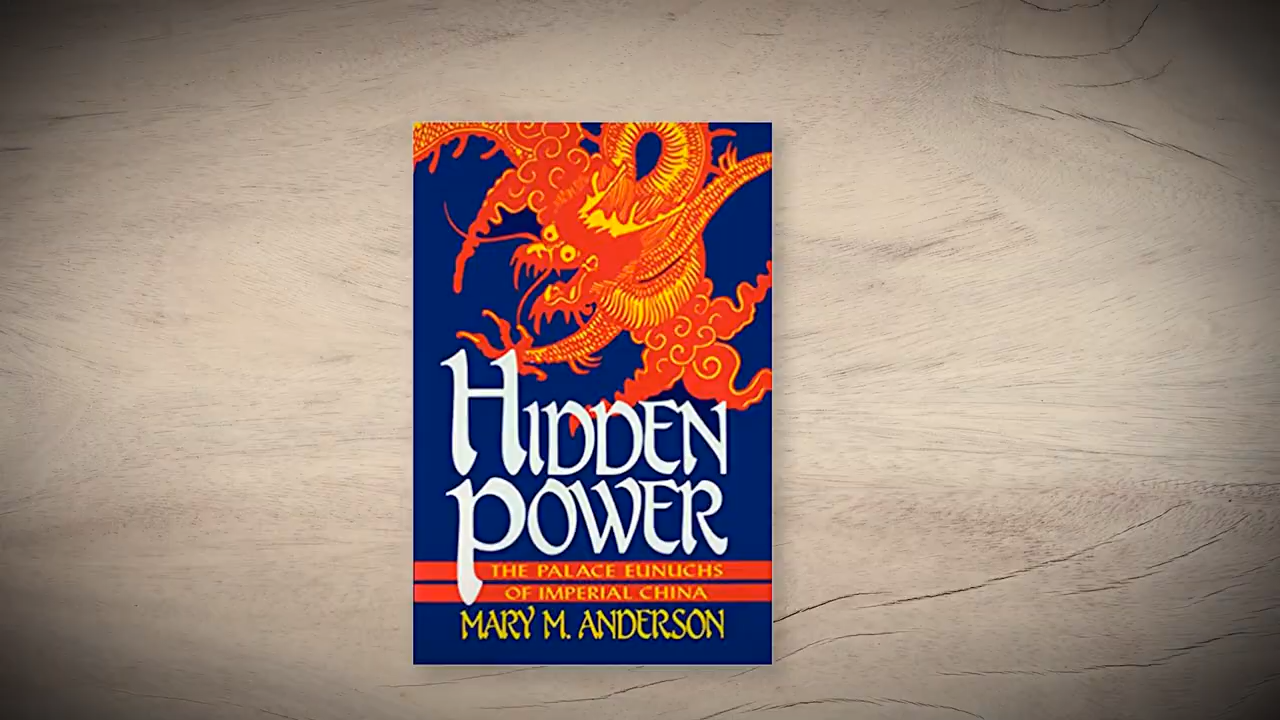 HIDDEN
POWER
THE PALACE EUNUCHS
OF IMPERIAL CHINA
MARY M. ANDERSON